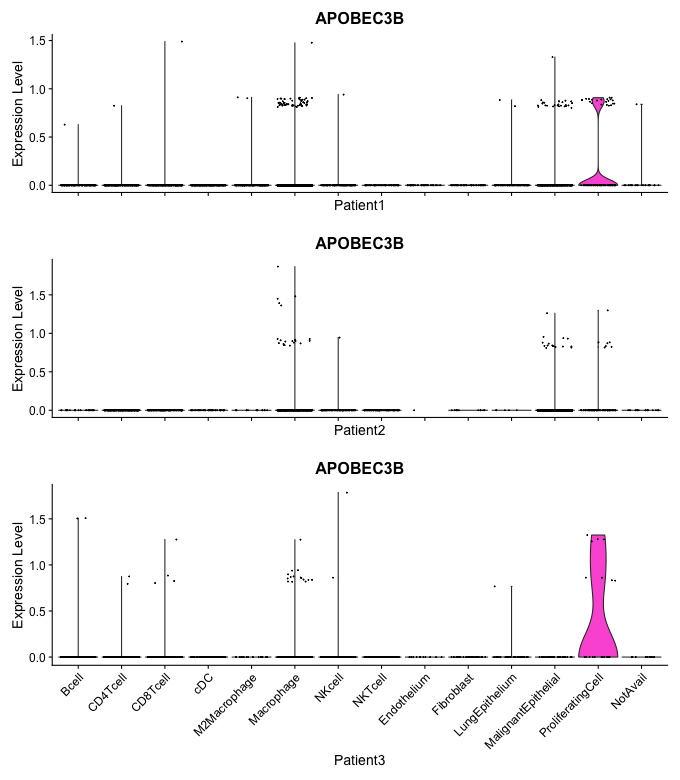 APOBEC3B
Expression Level
1.5
1.0
0.5
0.0
Patient1
APOBEC3B
Expression Level
1.5
1.0
0.5
0.0
Patient2
APOBEC3B
Expression Level
1.5
1.0
0.5
0.0
Bcell
CD4Tcell
CD8Tcell
cDC
M2Macrophage
Macrophage
NKcell
NKTcell
Endothelium
Fibroblast
LungEpithelium
MalignantEpithelial
ProliferatingCell
NotAvail
Patient3